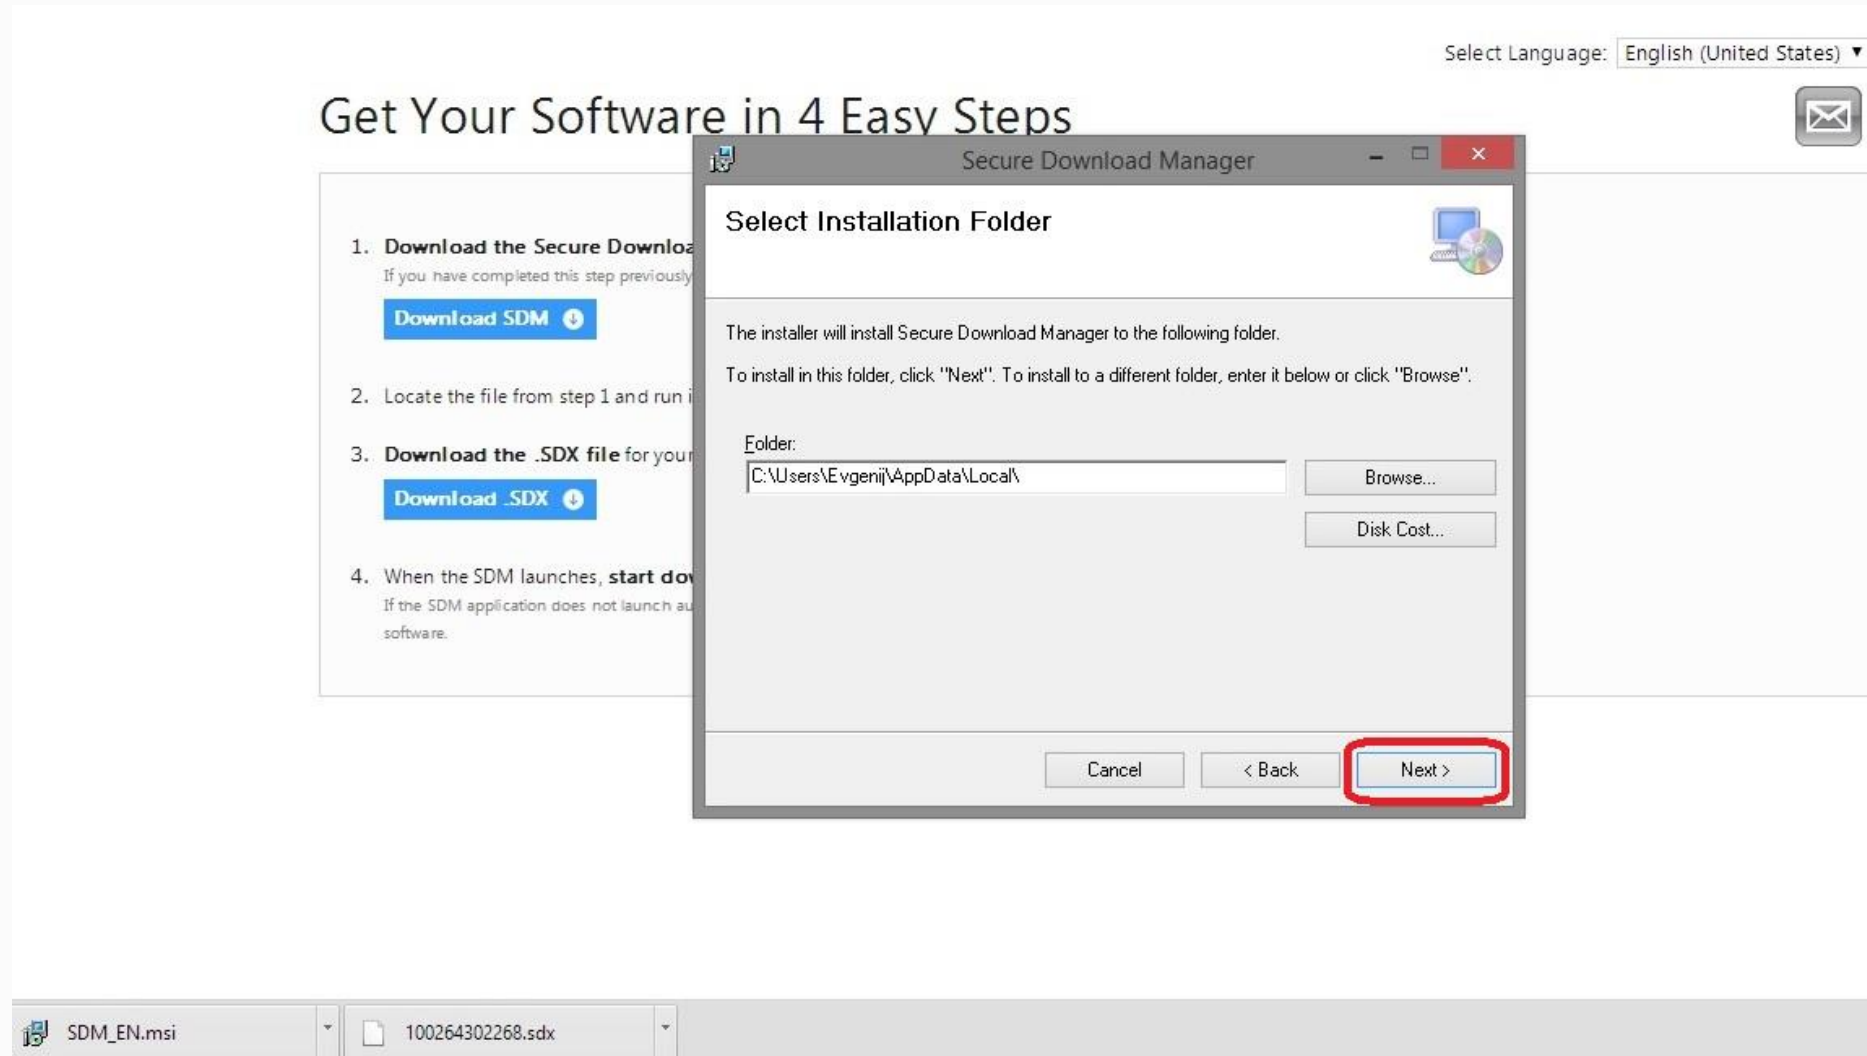 Select Language: English (United States)
Get Your Software in 4 Easy Steps
Secure Download Manager
Select Installation Folder
1. Download the Secure Downloa
If you have completed this step previously
Download SDM
The installer will install Secure Download Manager to the following folder.
To install in this folder, click "Next". To install to a different folder, enter it below or click "Browse".
2. Locate the file from step 1 and run i
Folder:
3. Download the .SDX file for your
C:\Users\Evgenij\AppData\Local\
Browse...
Download .SDX
Disk Cost...
4. When the SDM launches, start dov
If the SDM application does not launch au
software.
Cancel
< Back
Next >
SDM_EN.msi
100264302268.sdx